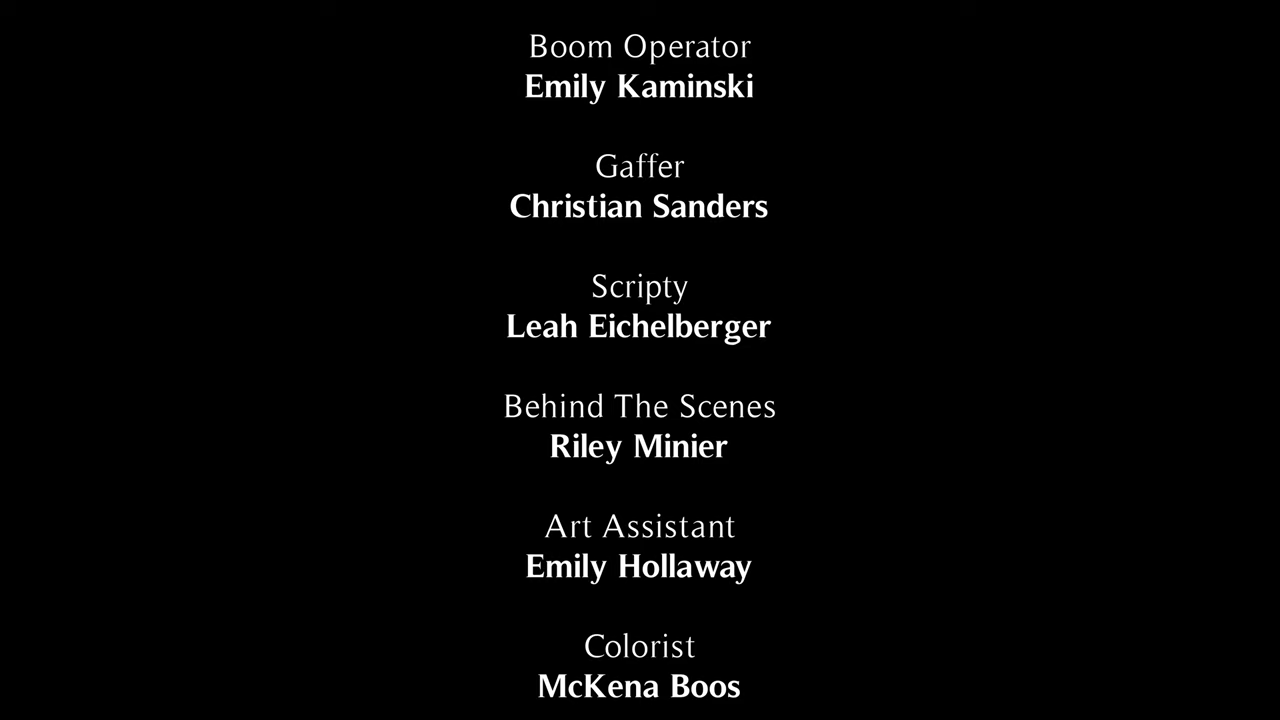 Boom Operator
Emily Kaminski
Gaffer
Christian Sanders
Scripty
Leah Eichelberger
Behind The Scenes
Riley Minier
Art Assistant
Emily Hollaway
Colorist
McKena Boos